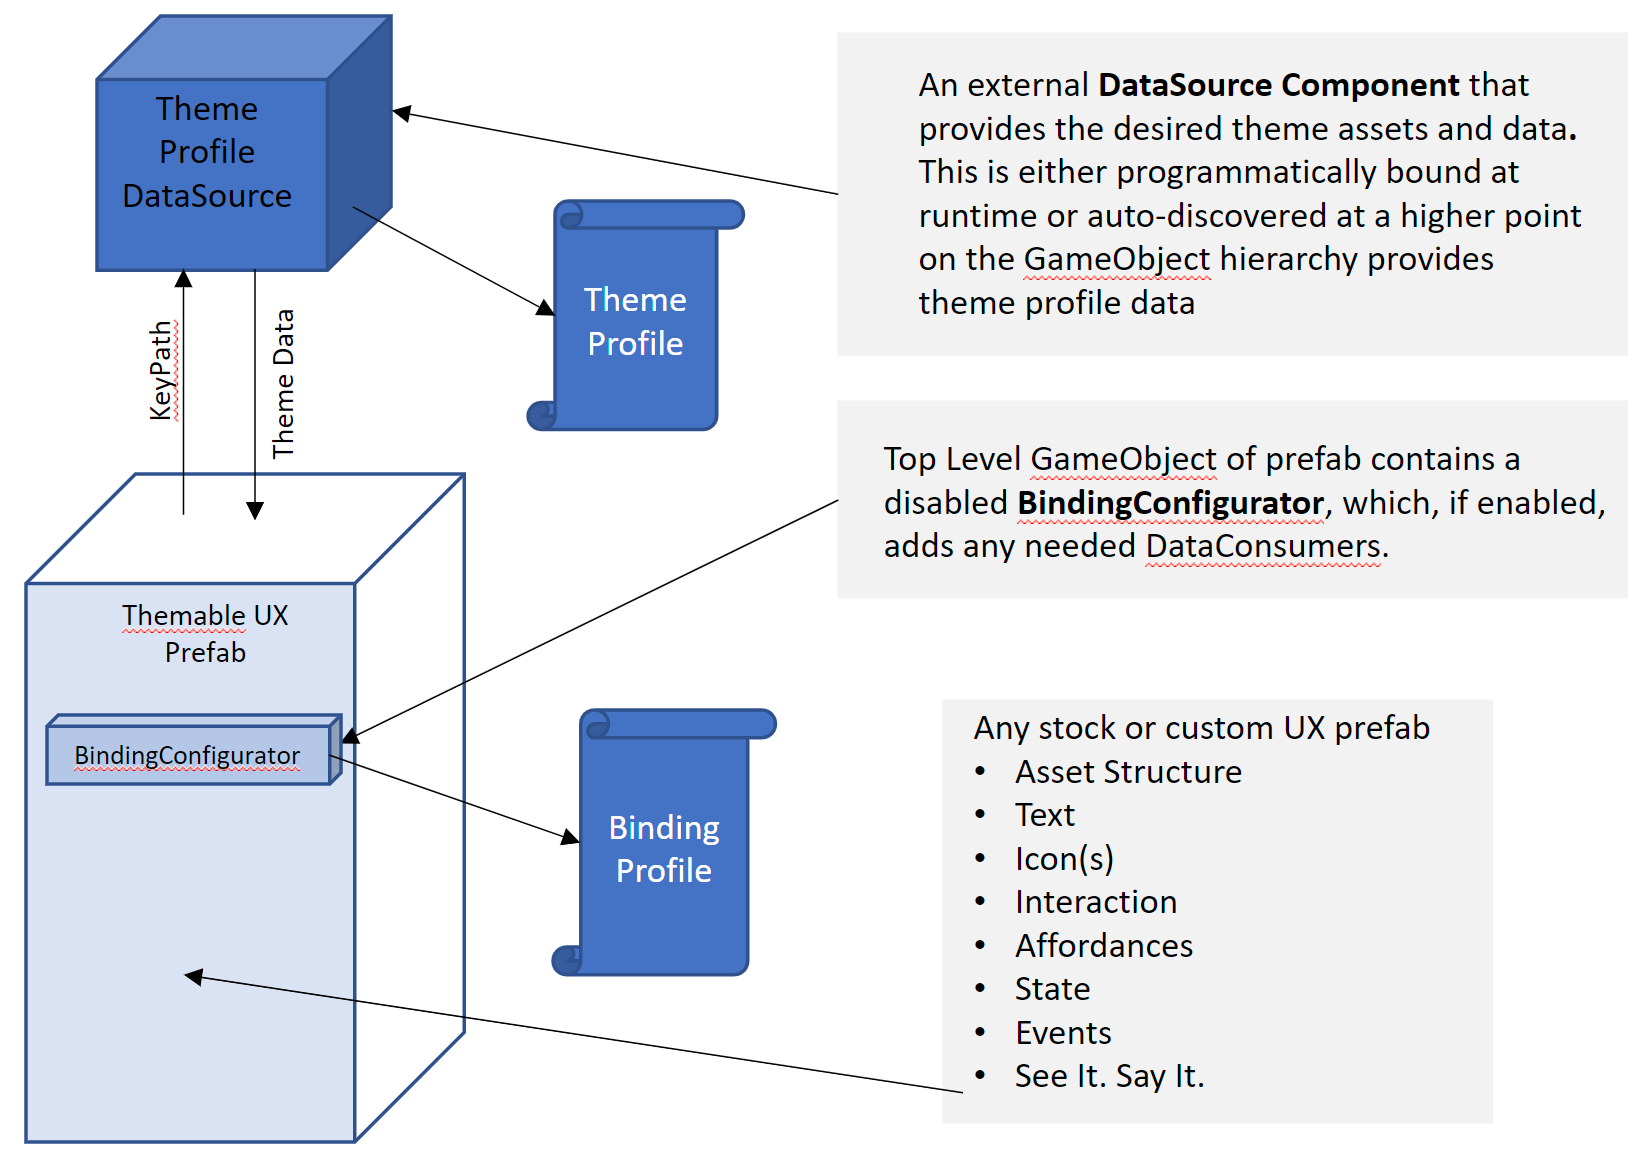 Theme
Profile
DataSource
An external DataSource Component that
provides the desired theme assets and data.
This is either programmatically bound at
runtime or auto-discovered at a higher point
on the GameObject hierarchy provides
theme profile data
Theme
Profile
KeyPath
Theme Data
Top Level GameObject of prefab contains a
disabled BindingConfigurator, which, if enabled,
adds any needed DataConsumers.
Themable UX
Prefab
BindingConfigurator
Binding
Profile
Any stock or custom UX prefab
• Asset Structure
• Text
• Icon(s)
• Interaction
• Affordances
• State
• Events
• See It. Say It.